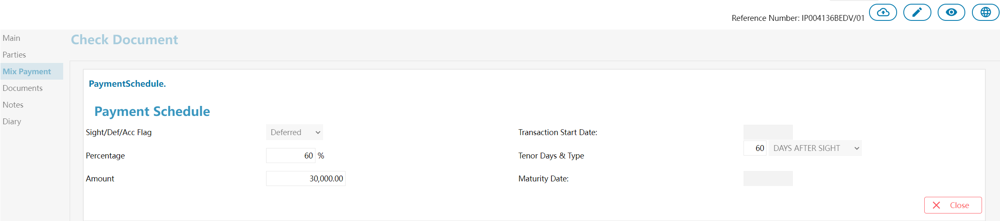 Reference Number: IP004136BEDV/01
Main
Parties
Mix Payment
Documents
Notes
Diary
Check Document
PaymentSchedule.
Payment Schedule
Sight/Def/Acc Flag Deferred Transaction Start Date:
Percentage 60 % Tenor Days & Type 60 DAYS AFTER SIGHT
Amount 30,000.00 Maturity Date:
Close